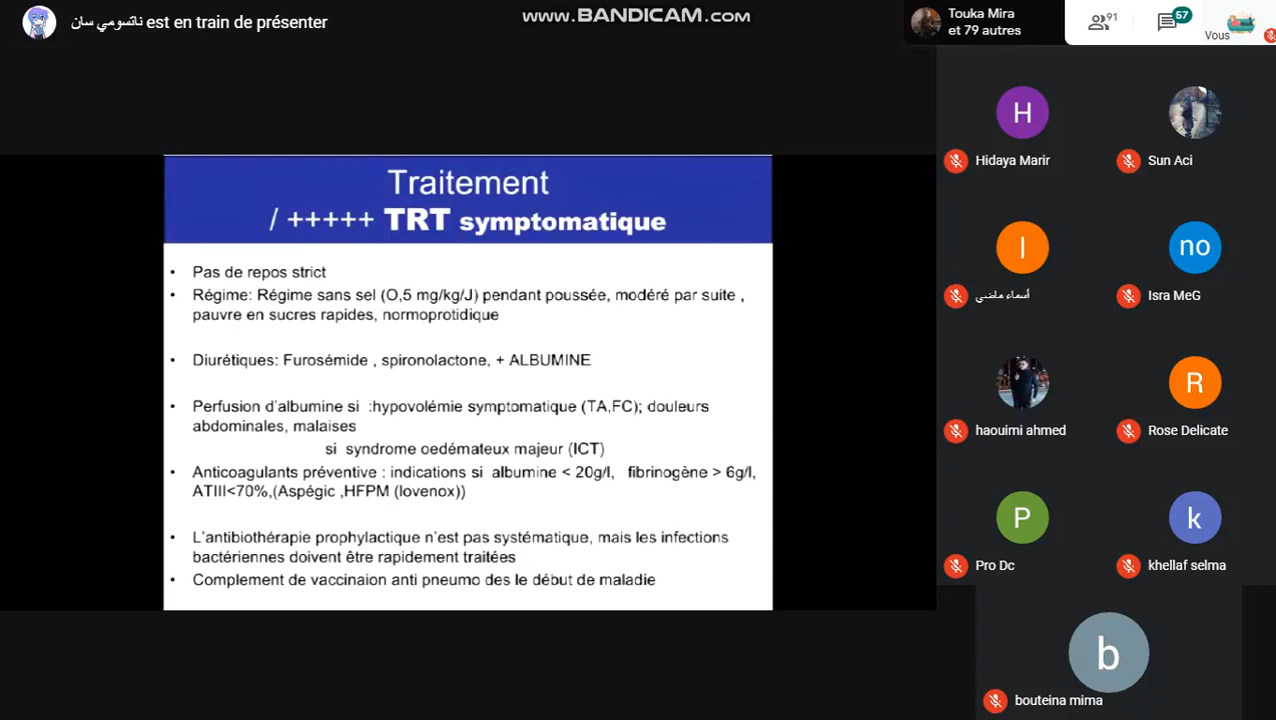 ناتسومي سان est en train de présenter
www.BANDICAM.com
Touka Mira
et 79 autres
91
57
Vous
Traitement
/ +++++ TRT symptomatique
• Pas de repos strict
• Régime: Régime sans sel (O,5 mg/kg/J) pendant poussée, modéré par suite ,
pauvre en sucres rapides, normoprotidique
• Diurétiques: Furosémide , spironolactone, + ALBUMINE
• Perfusion d'albumine si :hypovolémie symptomatique (TA,FC); douleurs
abdominales, malaises
si syndrome oedémateux majeur (ICT)
• Anticoagulants préventive : indications si albumine < 20g/l, fibrinogène > 6g/l,
ATIII<70%,(Aspégic ,HFPM (lovenox))
• L'antibiothérapie prophylactique n'est pas systématique, mais les infections
bactériennes doivent être rapidement traitées
• Complement de vaccinaion anti pneumo des le début de maladie
H
Hidaya Marir
Sun Aci
I
أسماء ماضي
no
Isra MeG
haouimi ahmed
R
Rose Delicate
P
Pro Dc
k
khellaf selma
b
bouteina mima